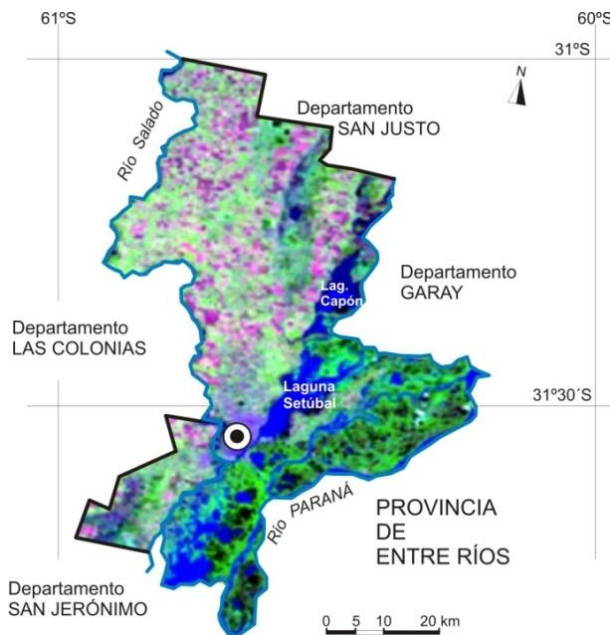 61ºS
60ºS
31ºS
N
Departamento
SAN JUSTO
Río Salado
Departamento
GARAY
Lag.
Capón
Departamento
LAS COLONIAS
Laguna
Setúbal
31º30´S
Río PARANÁ
PROVINCIA
DE
ENTRE RÍOS
Departamento
SAN JERÓNIMO
0 5 10 20 km